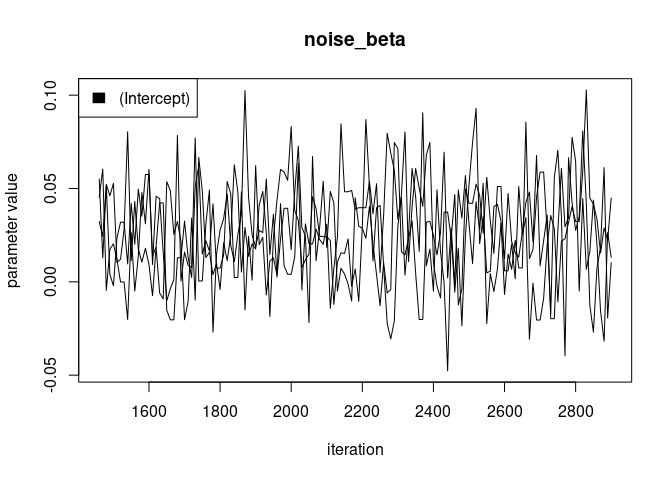 noise_beta
(Intercept)
parameter value
0.10
0.05
0.00
-0.05
1600 1800 2000 2200 2400 2600 2800
iteration